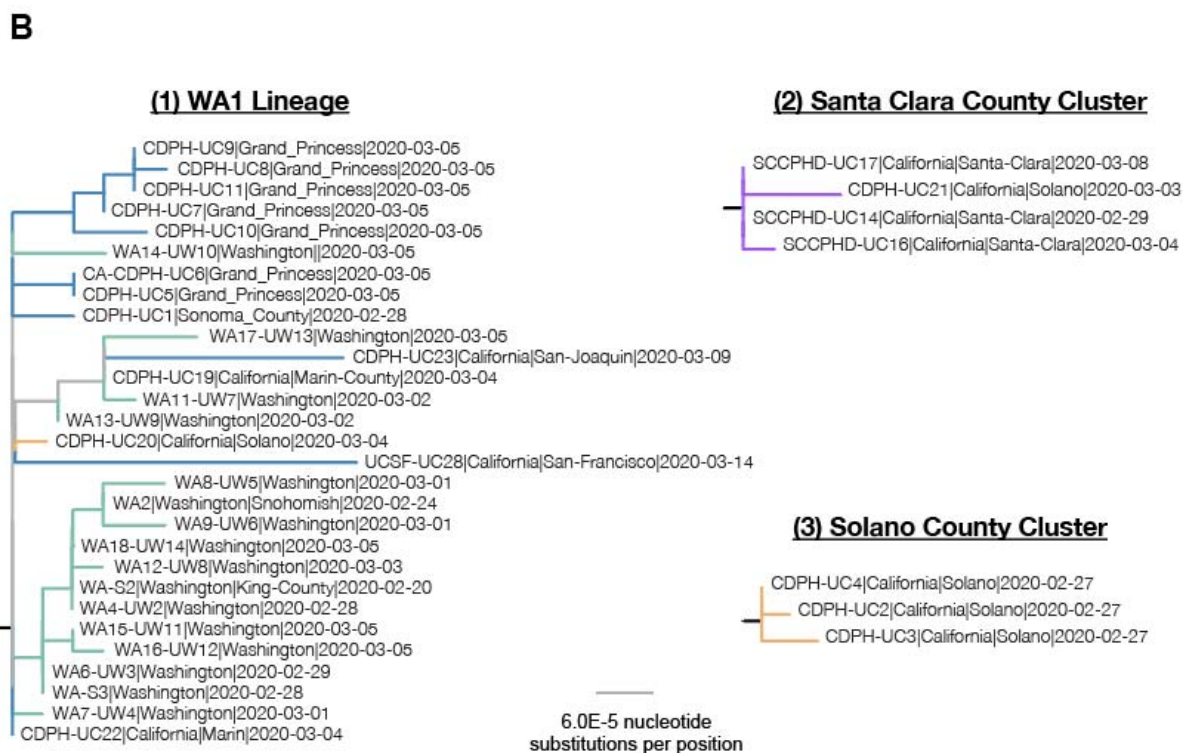 B
(1) WA1 Lineage
CDPH-UC9|Grand_Princess|2020-03-05
CDPH-UC8|Grand_Princess|2020-03-05
CDPH-UC11|Grand_Princess|2020-03-05
CDPH-UC7|Grand_Princess|2020-03-05
CDPH-UC10|Grand_Princess|2020-03-05
WA14-UW10|Washington||2020-03-05
CA-CDPH-UC6|Grand_Princess|2020-03-05
CDPH-UC5|Grand_Princess|2020-03-05
CDPH-UC1|Sonoma_County|2020-02-28
WA17-UW13|Washington|2020-03-05
CDPH-UC23|California|San-Joaquin|2020-03-09
CDPH-UC19|California|Marin-County|2020-03-04
WA11-UW7|Washington|2020-03-02
WA13-UW9|Washington|2020-03-02
CDPH-UC20|California|Solano|2020-03-04
UCSF-UC28|California|San-Francisco|2020-03-14
WA8-UW5|Washington|2020-03-01
WA2|Washington|Snohomish|2020-02-24
WA9-UW6|Washington|2020-03-01
WA18-UW14|Washington|2020-03-05
WA12-UW8|Washington|2020-03-03
WA-S2|Washington|King-County|2020-02-20
WA4-UW2|Washington|2020-02-28
WA15-UW11|Washington|2020-03-05
WA16-UW12|Washington|2020-03-05
WA6-UW3|Washington|2020-02-29
WA-S3|Washington|2020-02-28
WA7-UW4|Washington|2020-03-01
CDPH-UC22|California|Marin|2020-03-04
(2) Santa Clara County Cluster
SCCPHD-UC17|California|Santa-Clara|2020-03-08
CDPH-UC21|California|Solano|2020-03-03
SCCPHD-UC14|California|Santa-Clara|2020-02-29
SCCPHD-UC16|California|Santa-Clara|2020-03-04
(3) Solano County Cluster
CDPH-UC4|California|Solano|2020-02-27
CDPH-UC2|California|Solano|2020-02-27
CDPH-UC3|California|Solano|2020-02-27
6.0E-5 nucleotide
substitutions per position